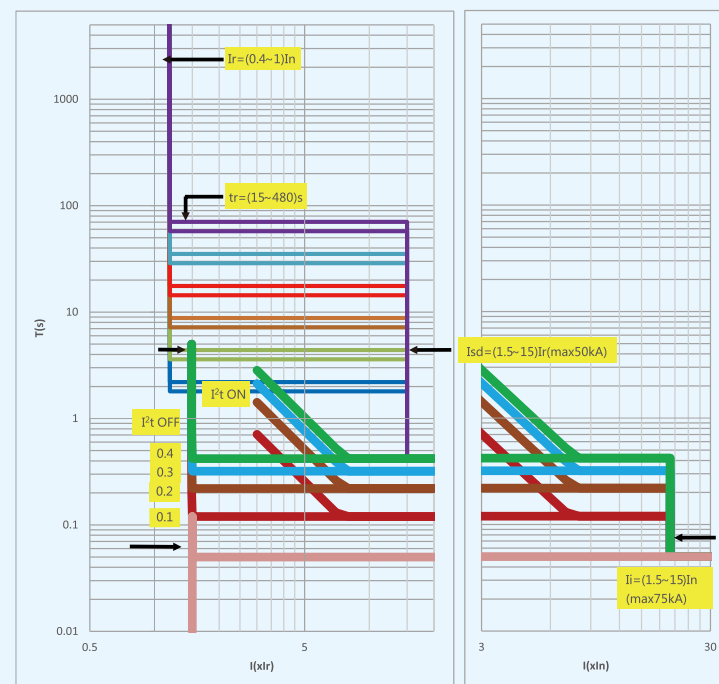 Ir=(0.4~1)In
1000
tr=(15~480)s
100
T(s)
10
Isd=(1.5~15)Ir(max50kA)
I²t ON
1
I²t OFF
0.4
0.3
0.2
0.1
0.1
Ii=(1.5~15)In
(max75kA)
0.01
0.5
5
3
30
I(xIr)
I(xIn)